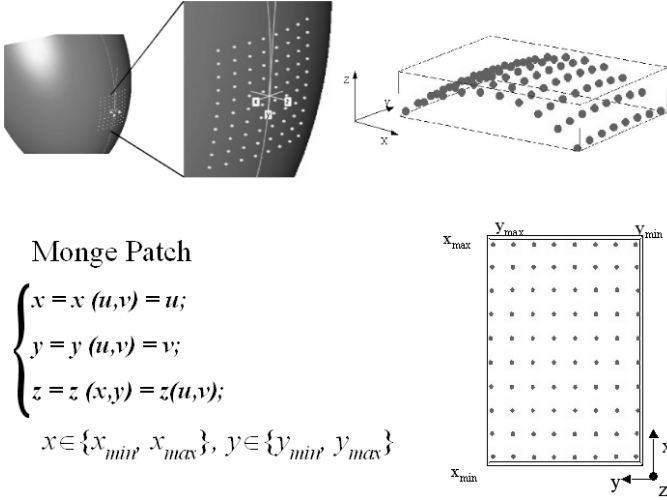 x
z
y
z
y
x
Monge Patch
x = x (u,v) = u;
y = y (u,v) = v;
z = z (x,y) = z(u,v);
x∈{x_min, x_max}, y∈{y_min, y_max}
y_max
y_min
x_max
x_min
x
y
z